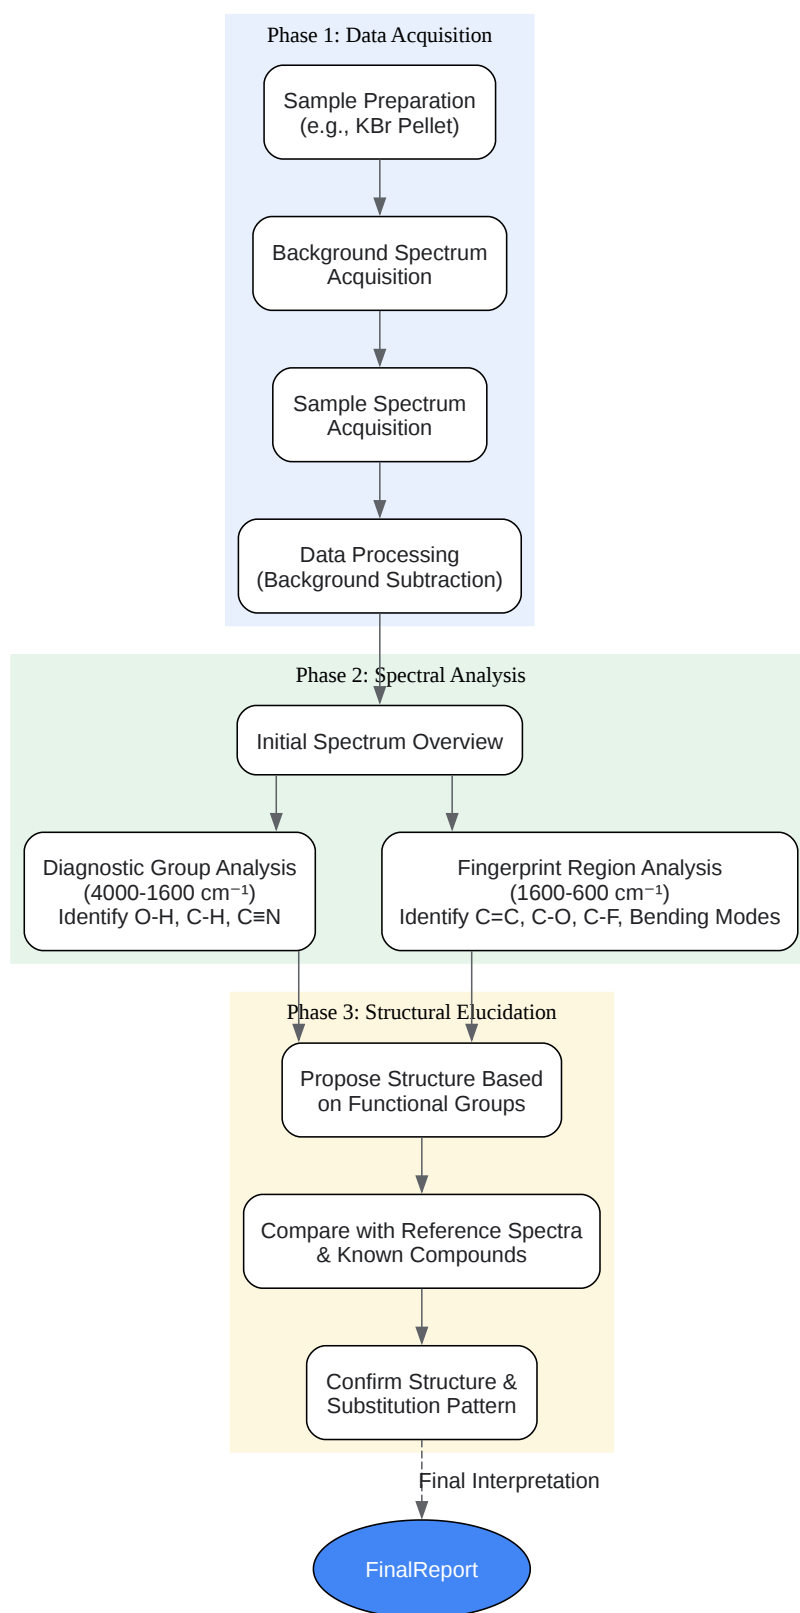 Phase 1: Data Acquisition
Sample Preparation
(e.g., KBr Pellet)
Background Spectrum
Acquisition
Sample Spectrum
Acquisition
Data Processing
(Background Subtraction)
Phase 2: Spectral Analysis
Initial Spectrum Overview
Diagnostic Group Analysis
(4000-1600 cm⁻¹)
Identify O-H, C-H, C≡N
Fingerprint Region Analysis
(1600-600 cm⁻¹)
Identify C=C, C-O, C-F, Bending Modes
Phase 3: Structural Elucidation
Propose Structure Based
on Functional Groups
Compare with Reference Spectra
& Known Compounds
Confirm Structure &
Substitution Pattern
Final Interpretation
FinalReport